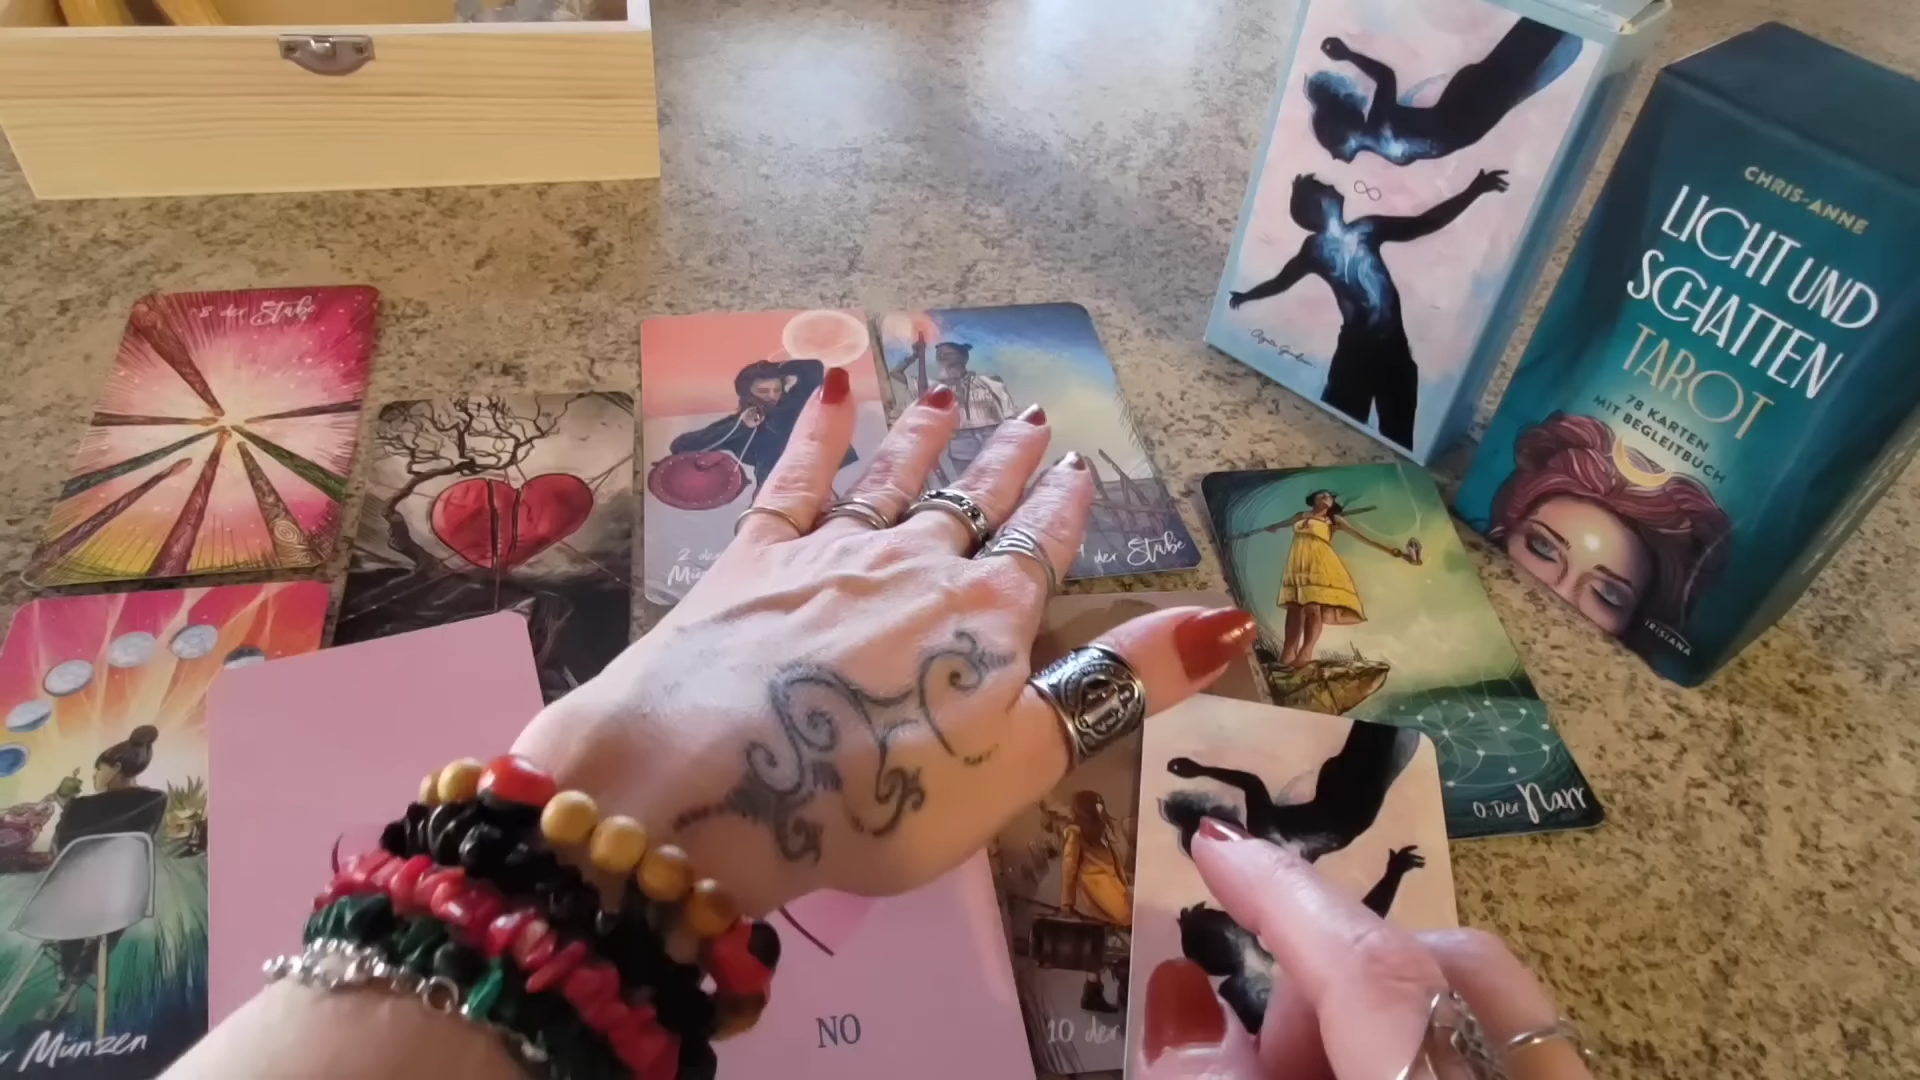 CHRIS-ANNE
LICHT UND
SCHATTEN
TAROT
78 KARTEN
MIT BEGLEITBUCH
IRISIANA
8 der Stäbe
2 der
der Stäbe
0. Der Narr
Münzen
NO
10 der